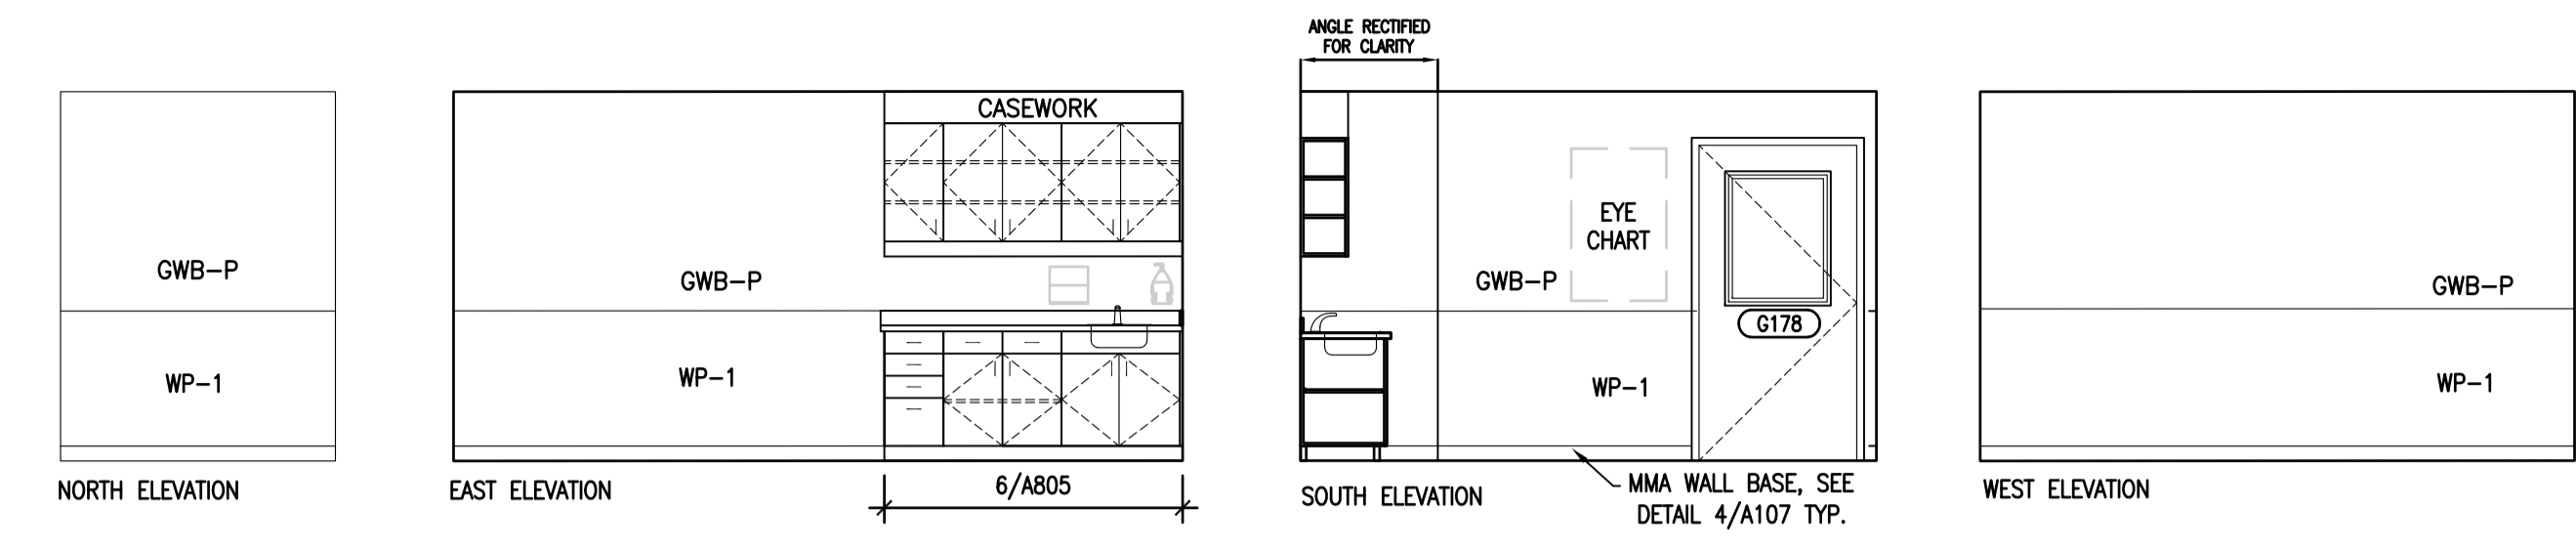 GWB-P
WP-1
NORTH ELEVATION
CASEWORK
GWB-P
WP-1
EAST ELEVATION
6/A805
ANGLE RECTIFIED
FOR CLARITY
EYE
CHART
GWB-P
G178
WP-1
SOUTH ELEVATION
MMA WALL BASE, SEE
DETAIL 4/A107 TYP.
GWB-P
WP-1
WEST ELEVATION